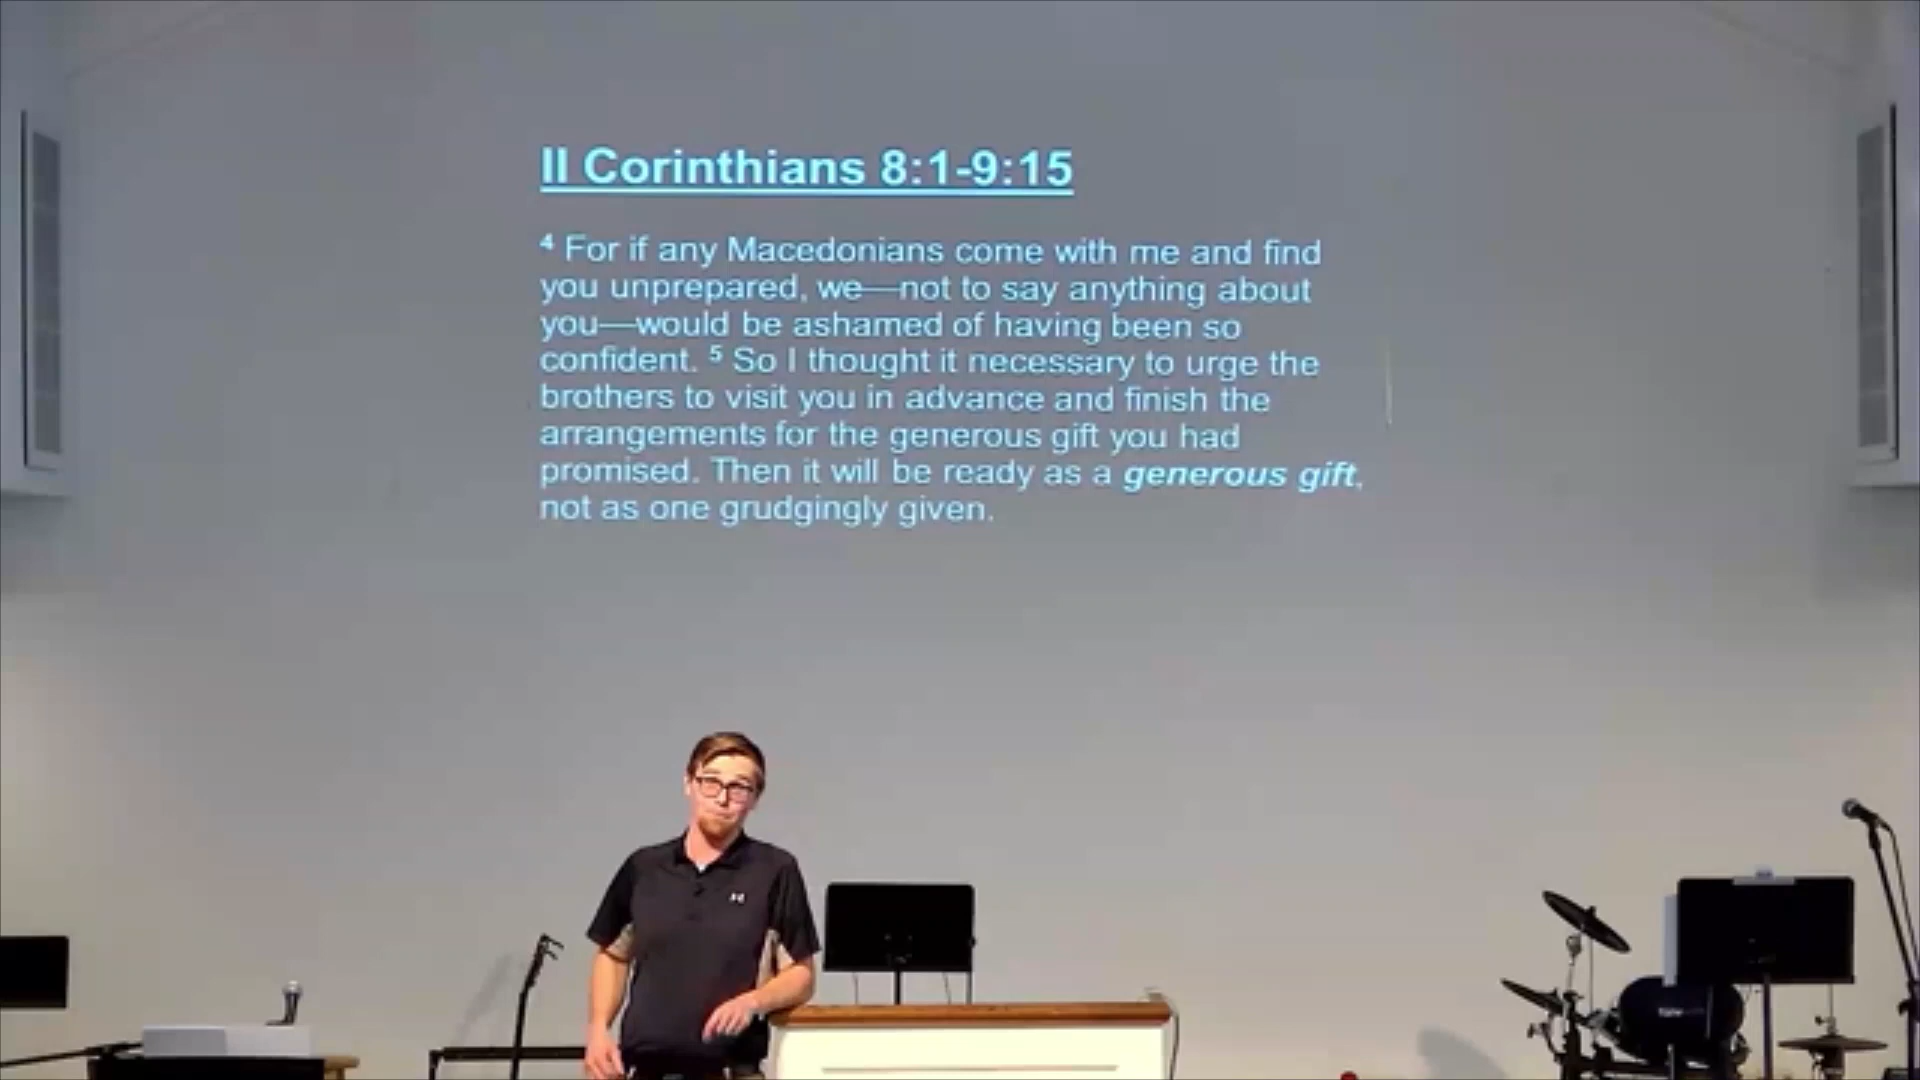 II Corinthians 8:1-9:15
4 For if any Macedonians come with me and find
you unprepared, we—not to say anything about
you—would be ashamed of having been so
confident. 5 So I thought it necessary to urge the
brothers to visit you in advance and finish the
arrangements for the generous gift you had
promised. Then it will be ready as a generous gift,
not as one grudgingly given.